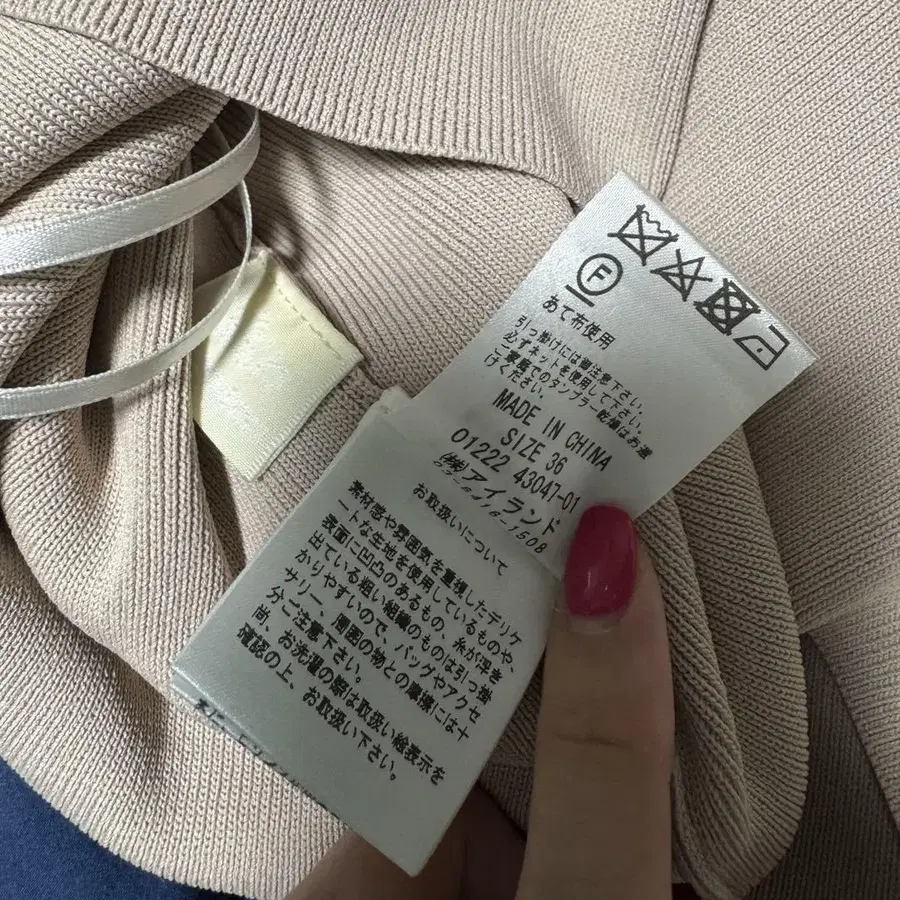 F
あて布使用
引っ掛けには御注意下さい。
必ずネットを使用して下さい。
ご家庭でのタンブラー乾燥はお避
けください。
MADE IN CHINA
SIZE 36
01222 43047-01
(株)アイランド
お取扱いについて
素材感や雰囲気を重視したデリケ
ートな生地を使用しているものや、
表面に凹凸のあるもの、糸が浮き
出ている粗い組織のものは引っ掛
かりやすいので、バッグやアクセ
サリー、周囲の物との摩擦には十
分ご注意下さい。
尚、お洗濯の際は取扱い絵表示を
確認の上、お取扱い下さい。